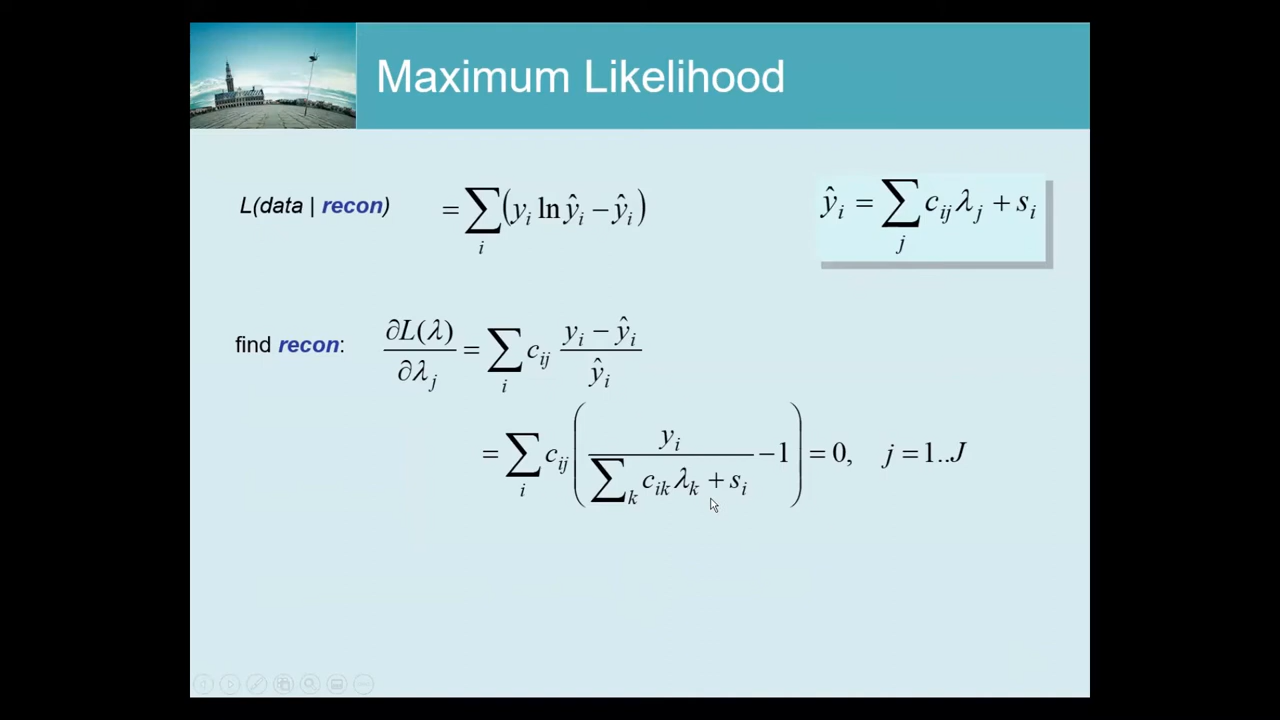 Maximum Likelihood
L(data | recon) = ∑_i (y_i ln ŷ_i − ŷ_i)
ŷ_i = ∑_j c_ij λ_j + s_i
find recon: ∂L(λ)/∂λ_j = ∑_i c_ij (y_i − ŷ_i)/ŷ_i
= ∑_i c_ij ( y_i / (∑_k c_ik λ_k + s_i) − 1 ) = 0, j = 1..J